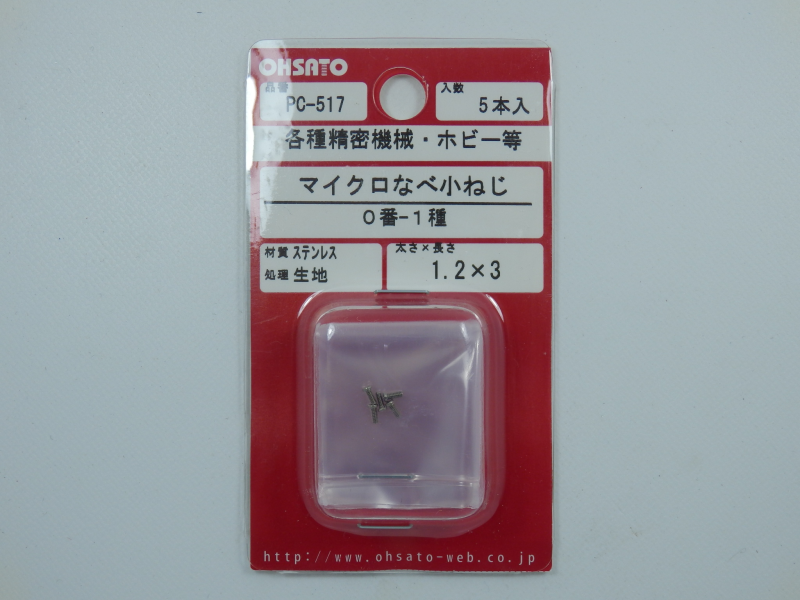 OHSATO
品番
PC-517
入数
5本入
各種精密機械・ホビー等
マイクロなべ小ねじ
0番-1種
材質 ステンレス
処理 生地
太さ×長さ
1.2×3
http://www.ohsato-web.co.jp